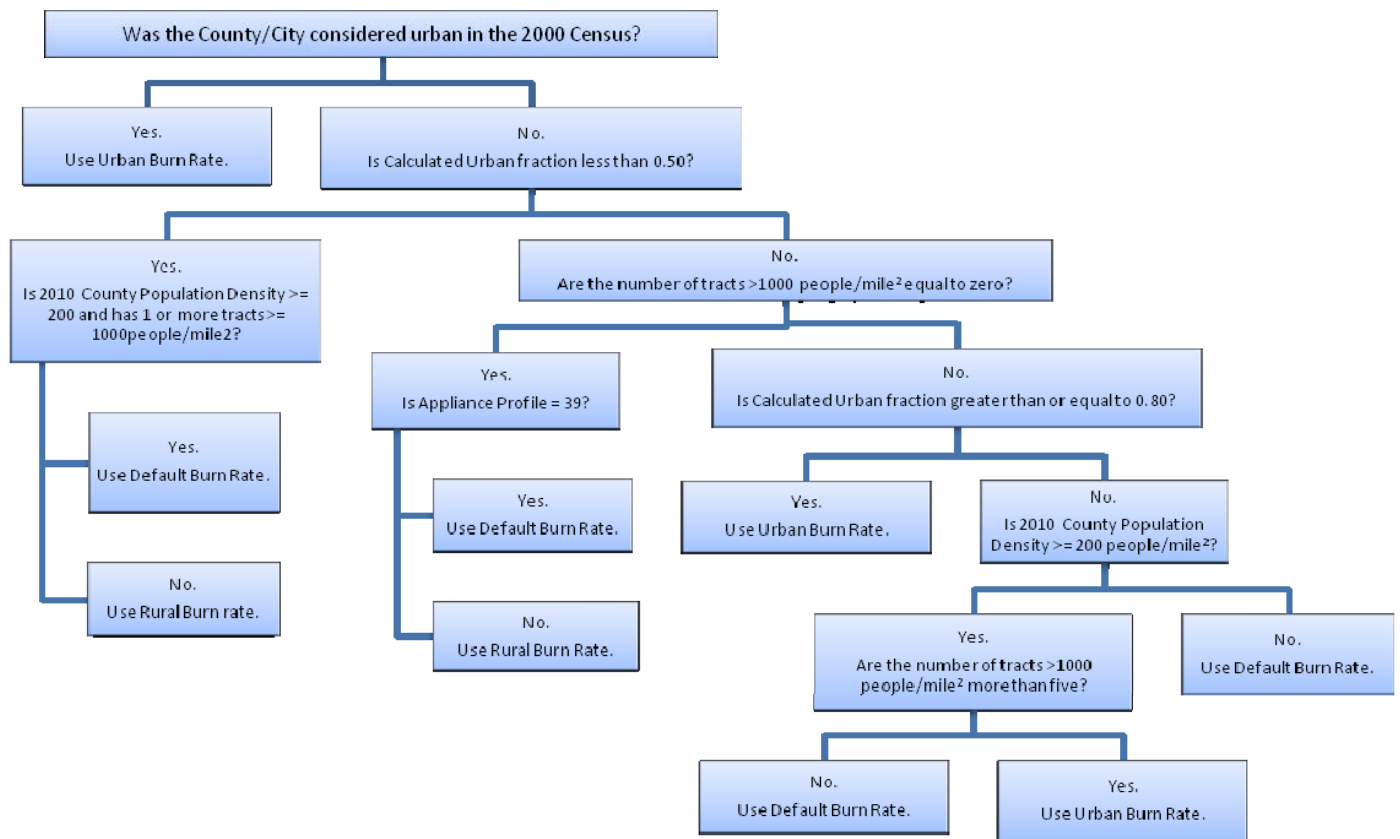 Was the County/City considered urban in the 2000 Census?
Yes.
Use Urban Burn Rate.
No.
Is Calculated Urban fraction less than 0.50?
Yes.
Is 2010 County Population Density >=
200 and has 1 or more tracts >=
1000people/mile2?
No.
Are the number of tracts >1000 people/mile² equal to zero?
Yes.
Is Appliance Profile = 39?
No.
Is Calculated Urban fraction greater than or equal to 0.80?
Yes.
Use Default Burn Rate.
No.
Use Rural Burn rate.
Yes.
Use Default Burn Rate.
No.
Use Rural Burn Rate.
Yes.
Use Urban Burn Rate.
No.
Is 2010 County Population
Density >= 200 people/mile²?
Yes.
Are the number of tracts >1000
people/mile² more than five?
No.
Use Default Burn Rate.
No.
Use Default Burn Rate.
Yes.
Use Urban Burn Rate.